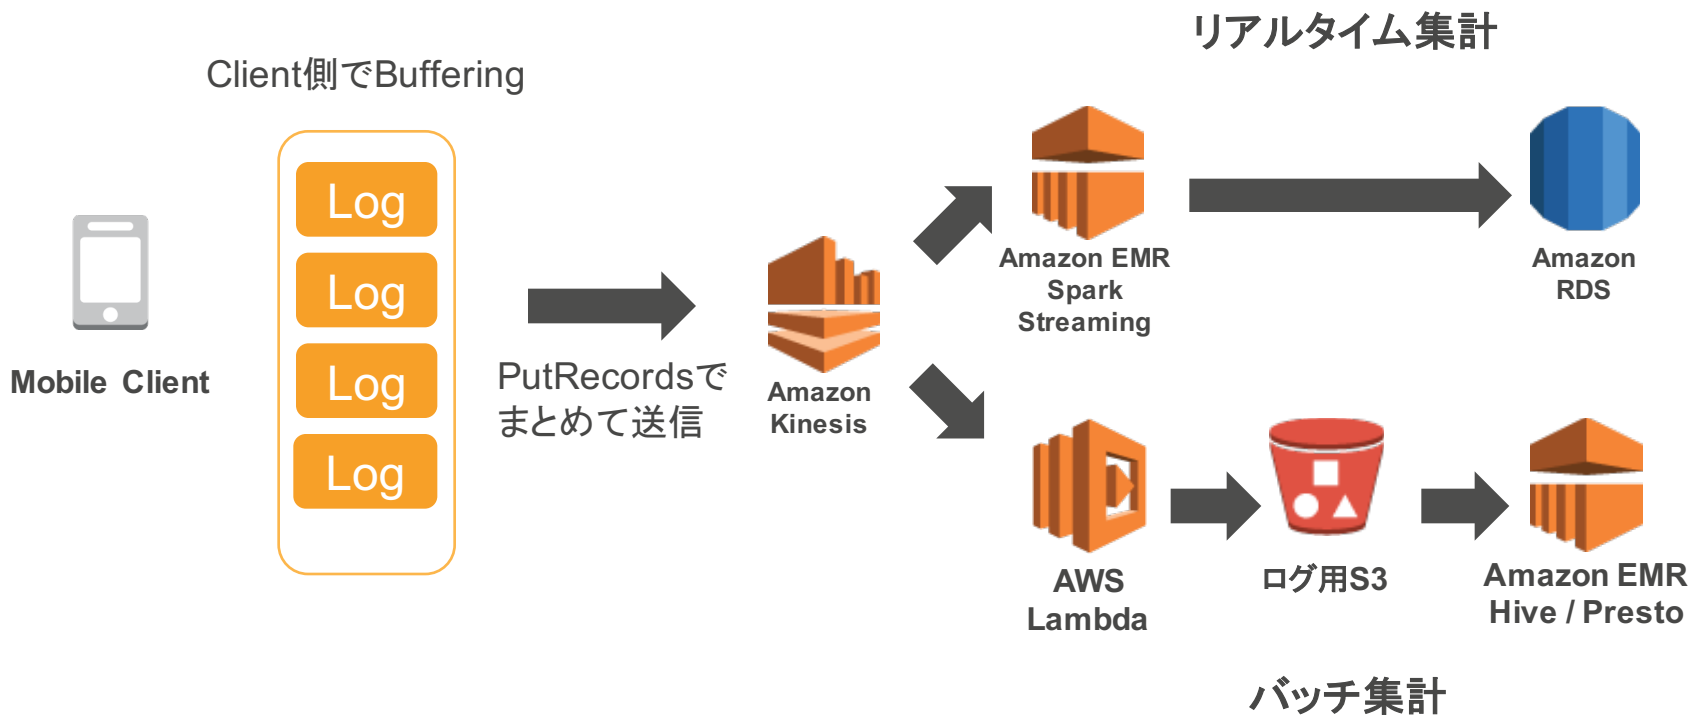 リアルタイム集計
Client側でBuffering
Log
Log
Log
Log
Mobile Client
PutRecordsで
まとめて送信
Amazon
Kinesis
Amazon EMR
Spark
Streaming
Amazon
RDS
AWS
Lambda
ログ用S3
Amazon EMR
Hive / Presto
バッチ集計